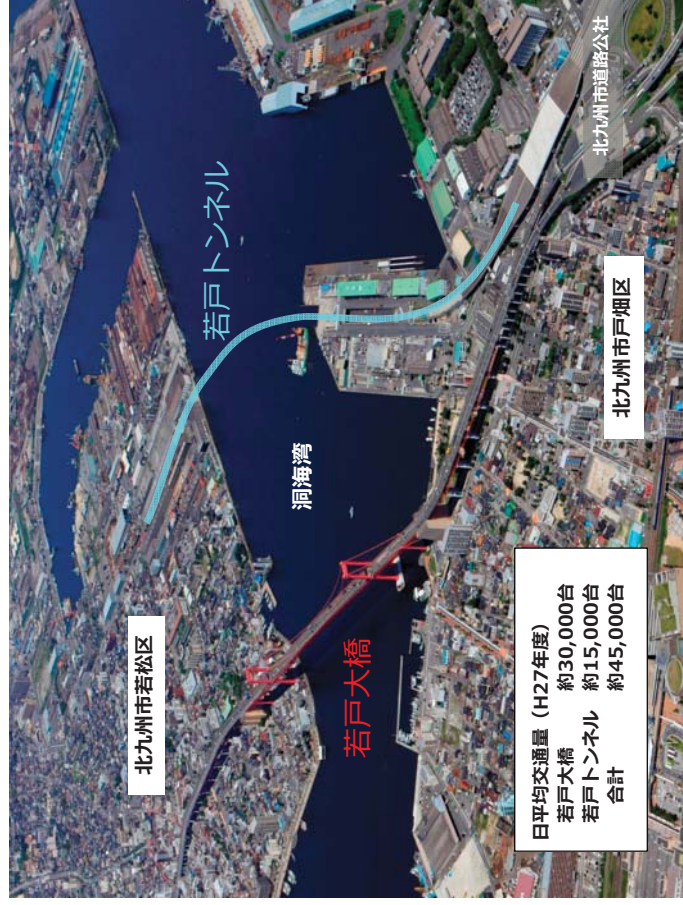 北九州市若松区
若戸大橋
洞海湾
若戸トンネル
北九州市戸畑区
北九州市道路公社
日平均交通量（H27年度）
若戸大橋　約30,000台
若戸トンネル　約15,000台
合計　約45,000台